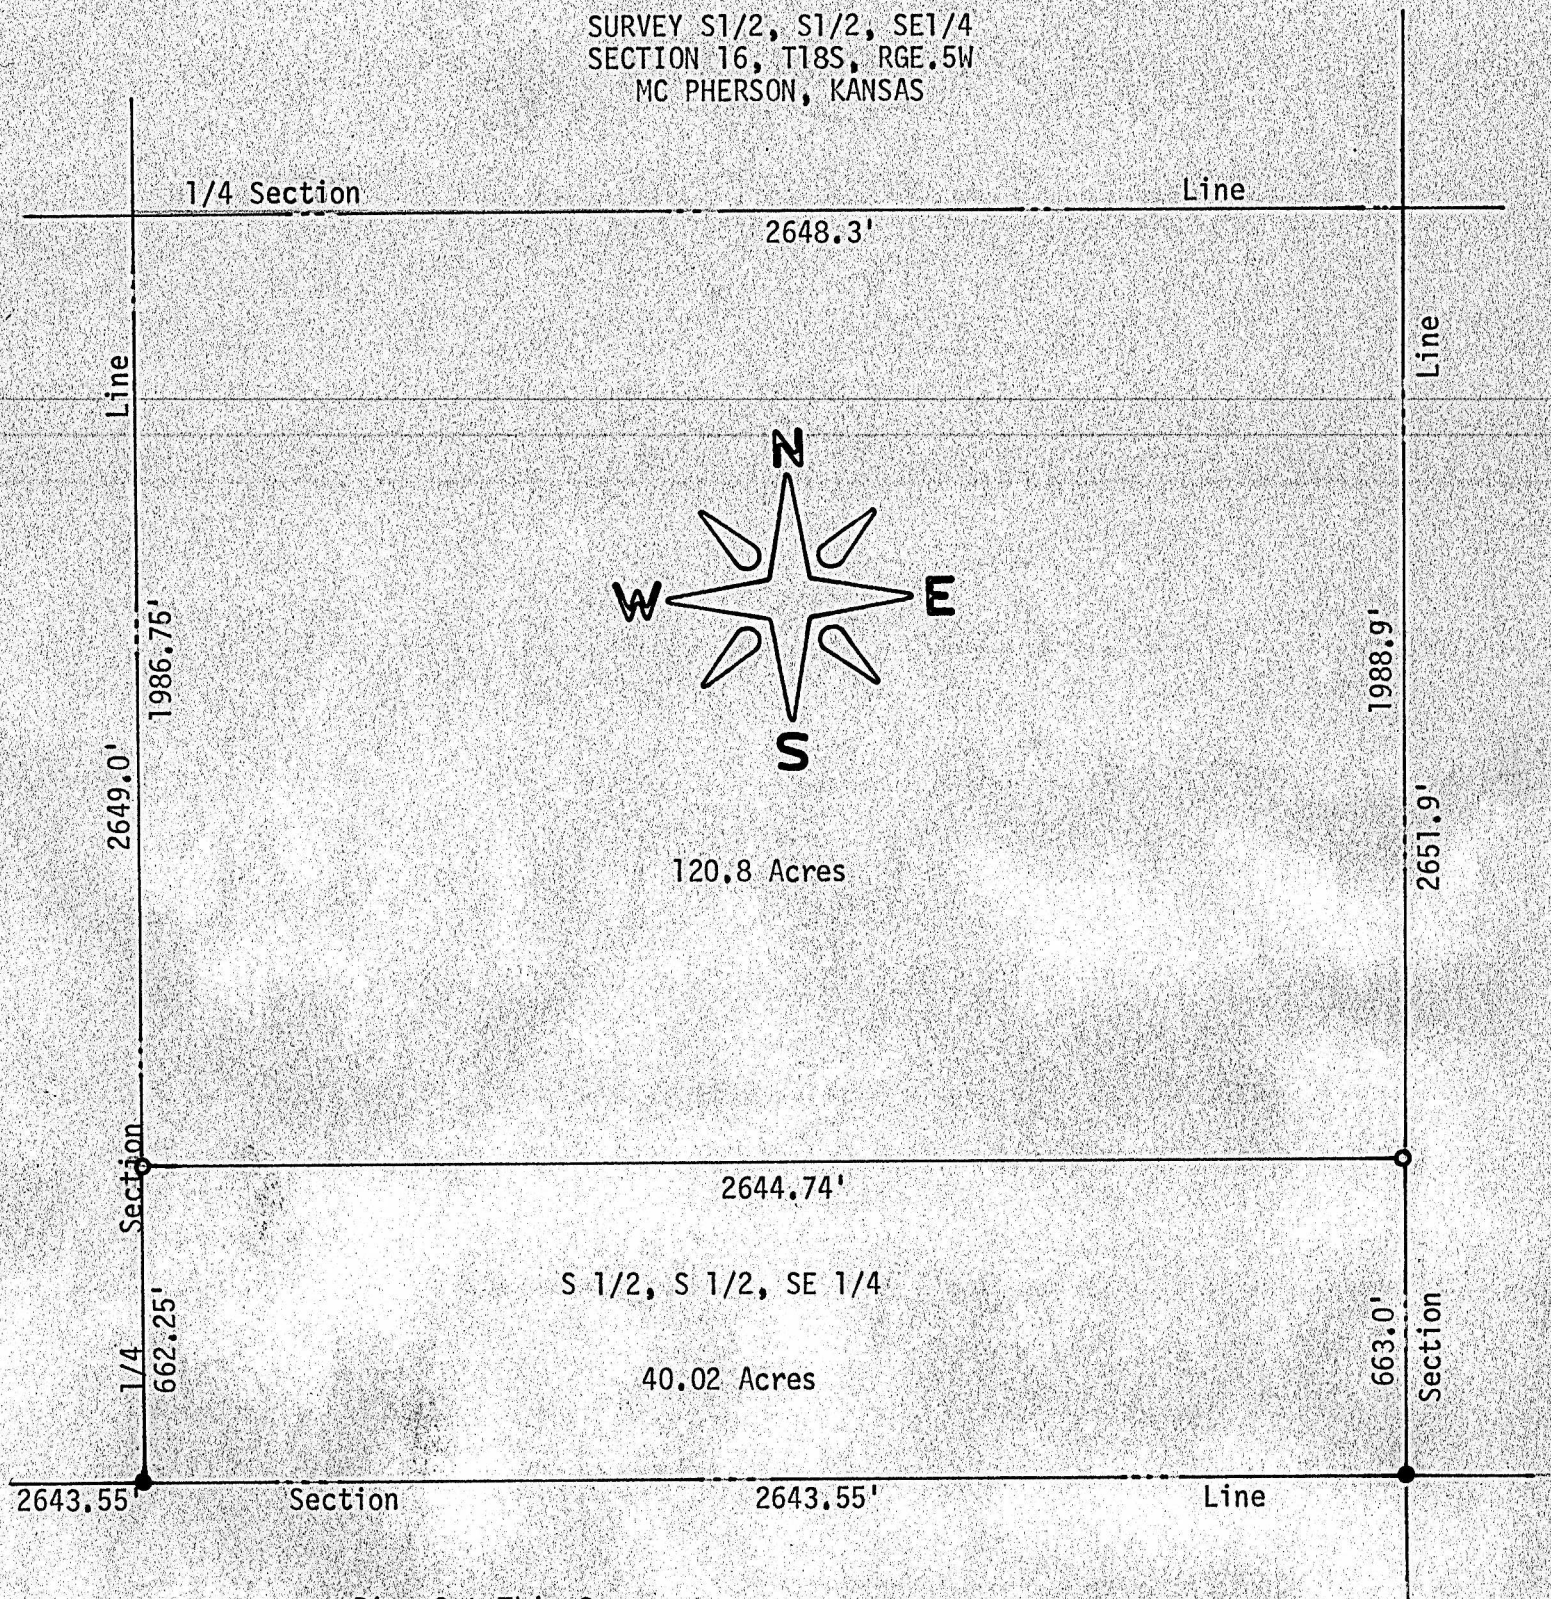 SURVEY S1/2, S1/2, SE1/4
SECTION 16, T18S, RGE.5W
MC PHERSON, KANSAS
1/4 Section
Line
2648.3'
Line
Line
N
W
E
S
1986.75'
1988.9'
2649.0'
2651.9'
120.8 Acres
Section
2644.74'
S 1/2, S 1/2, SE 1/4
1/4
662.25'
663.0'
Section
40.02 Acres
2643.55'
Section
2643.55'
Line